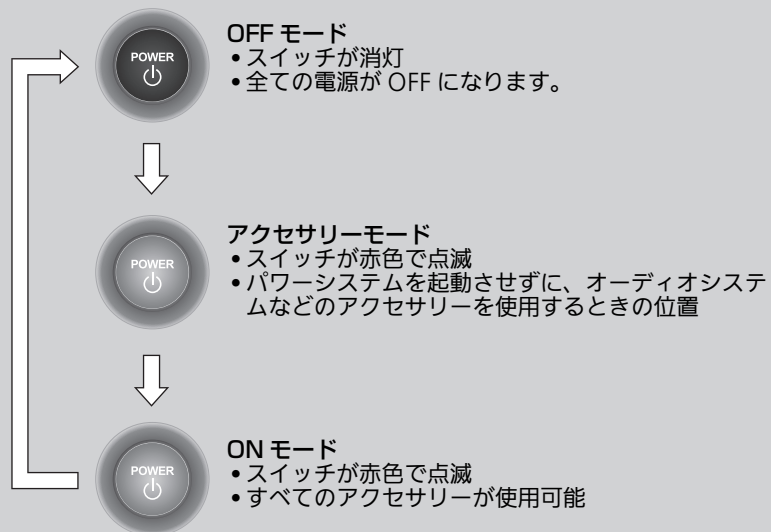 POWER
OFF モード
• スイッチが消灯
• 全ての電源が OFF になります。
POWER
アクセサリーモード
• スイッチが赤色で点滅
• パワーシステムを起動させずに、オーディオシステ
ムなどのアクセサリーを使用するときの位置
POWER
ON モード
• スイッチが赤色で点滅
• すべてのアクセサリーが使用可能